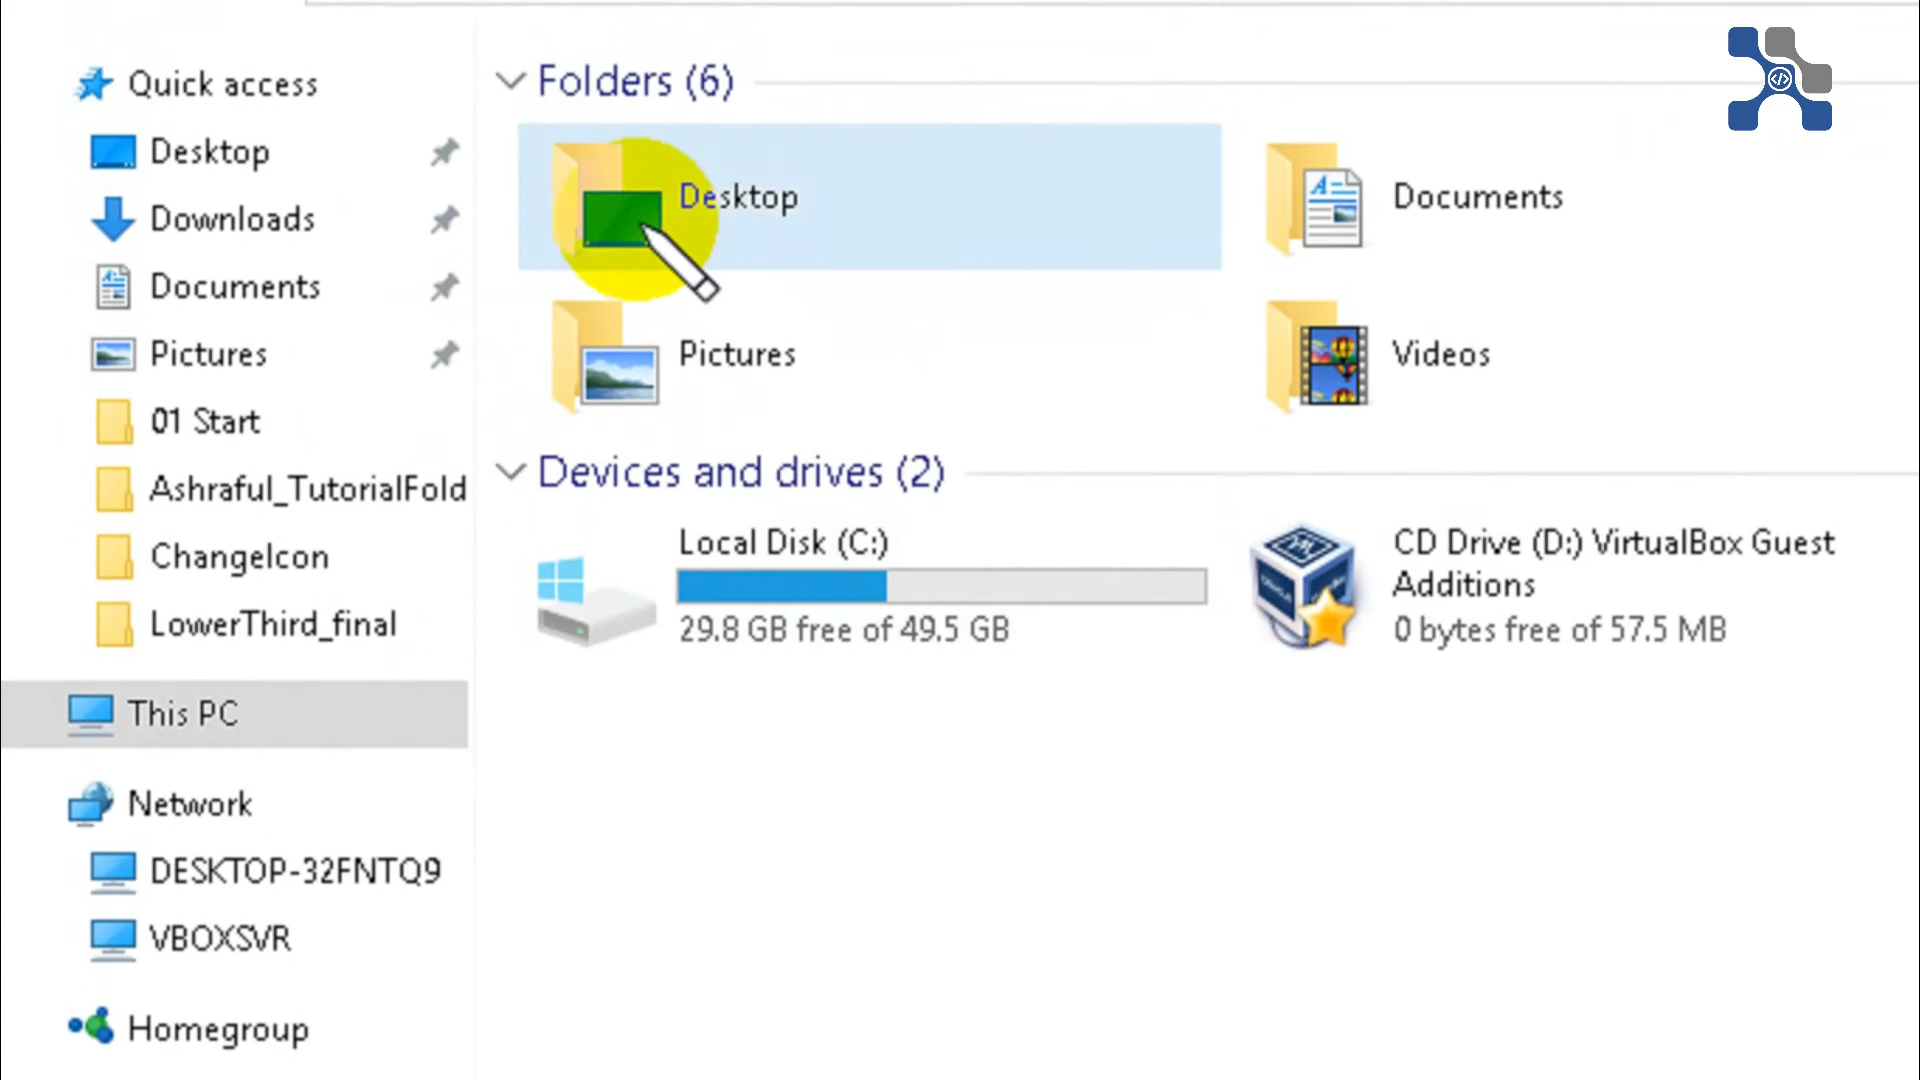 Quick access
Desktop
Downloads
Documents
Pictures
01 Start
Ashraful_TutorialFold
ChangeIcon
LowerThird_final
This PC
Network
DESKTOP-32FNTQ9
VBOXSVR
Homegroup
Folders (6)
Desktop
Documents
Pictures
Videos
Devices and drives (2)
Local Disk (C:)
29.8 GB free of 49.5 GB
CD Drive (D:) VirtualBox Guest
Additions
0 bytes free of 57.5 MB